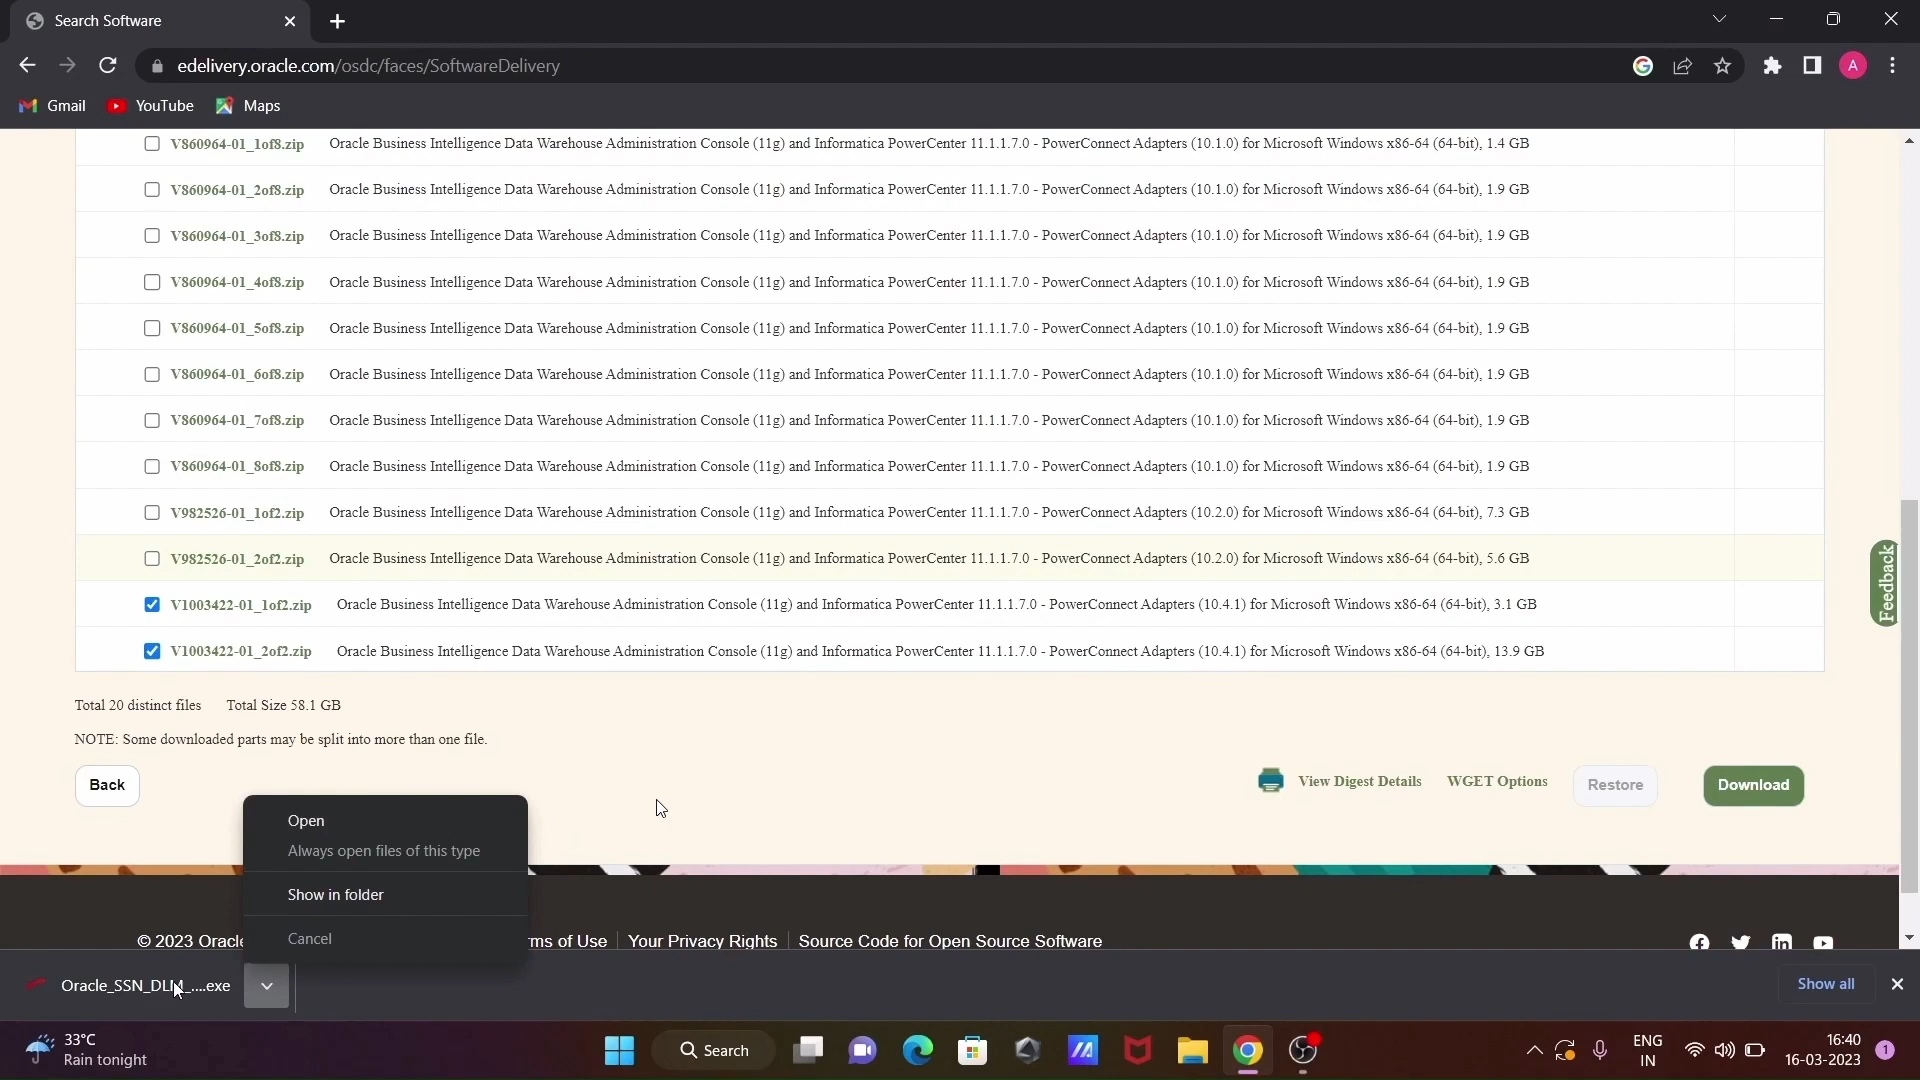 Search Software
edelivery.oracle.com/osdc/faces/SoftwareDelivery
A
Gmail YouTube Maps
V860964-01_1of8.zip Oracle Business Intelligence Data Warehouse Administration Console (11g) and Informatica PowerCenter 11.1.1.7.0 - PowerConnect Adapters (10.1.0) for Microsoft Windows x86-64 (64-bit), 1.4 GB
V860964-01_2of8.zip Oracle Business Intelligence Data Warehouse Administration Console (11g) and Informatica PowerCenter 11.1.1.7.0 - PowerConnect Adapters (10.1.0) for Microsoft Windows x86-64 (64-bit), 1.9 GB
V860964-01_3of8.zip Oracle Business Intelligence Data Warehouse Administration Console (11g) and Informatica PowerCenter 11.1.1.7.0 - PowerConnect Adapters (10.1.0) for Microsoft Windows x86-64 (64-bit), 1.9 GB
V860964-01_4of8.zip Oracle Business Intelligence Data Warehouse Administration Console (11g) and Informatica PowerCenter 11.1.1.7.0 - PowerConnect Adapters (10.1.0) for Microsoft Windows x86-64 (64-bit), 1.9 GB
V860964-01_5of8.zip Oracle Business Intelligence Data Warehouse Administration Console (11g) and Informatica PowerCenter 11.1.1.7.0 - PowerConnect Adapters (10.1.0) for Microsoft Windows x86-64 (64-bit), 1.9 GB
V860964-01_6of8.zip Oracle Business Intelligence Data Warehouse Administration Console (11g) and Informatica PowerCenter 11.1.1.7.0 - PowerConnect Adapters (10.1.0) for Microsoft Windows x86-64 (64-bit), 1.9 GB
V860964-01_7of8.zip Oracle Business Intelligence Data Warehouse Administration Console (11g) and Informatica PowerCenter 11.1.1.7.0 - PowerConnect Adapters (10.1.0) for Microsoft Windows x86-64 (64-bit), 1.9 GB
V860964-01_8of8.zip Oracle Business Intelligence Data Warehouse Administration Console (11g) and Informatica PowerCenter 11.1.1.7.0 - PowerConnect Adapters (10.1.0) for Microsoft Windows x86-64 (64-bit), 1.9 GB
V982526-01_1of2.zip Oracle Business Intelligence Data Warehouse Administration Console (11g) and Informatica PowerCenter 11.1.1.7.0 - PowerConnect Adapters (10.2.0) for Microsoft Windows x86-64 (64-bit), 7.3 GB
V982526-01_2of2.zip Oracle Business Intelligence Data Warehouse Administration Console (11g) and Informatica PowerCenter 11.1.1.7.0 - PowerConnect Adapters (10.2.0) for Microsoft Windows x86-64 (64-bit), 5.6 GB
V1003422-01_1of2.zip Oracle Business Intelligence Data Warehouse Administration Console (11g) and Informatica PowerCenter 11.1.1.7.0 - PowerConnect Adapters (10.4.1) for Microsoft Windows x86-64 (64-bit), 3.1 GB
V1003422-01_2of2.zip Oracle Business Intelligence Data Warehouse Administration Console (11g) and Informatica PowerCenter 11.1.1.7.0 - PowerConnect Adapters (10.4.1) for Microsoft Windows x86-64 (64-bit), 13.9 GB
Feedback
Total 20 distinct files Total Size 58.1 GB
NOTE: Some downloaded parts may be split into more than one file.
Back View Digest Details WGET Options Restore Download
Open
Always open files of this type
Show in folder
Cancel
© 2023 Oracle ms of Use Your Privacy Rights Source Code for Open Source Software
Oracle_SSN_DLM_....exe Show all
33°C
Rain tonight
Search
ENG
IN
16:40
16-03-2023
1